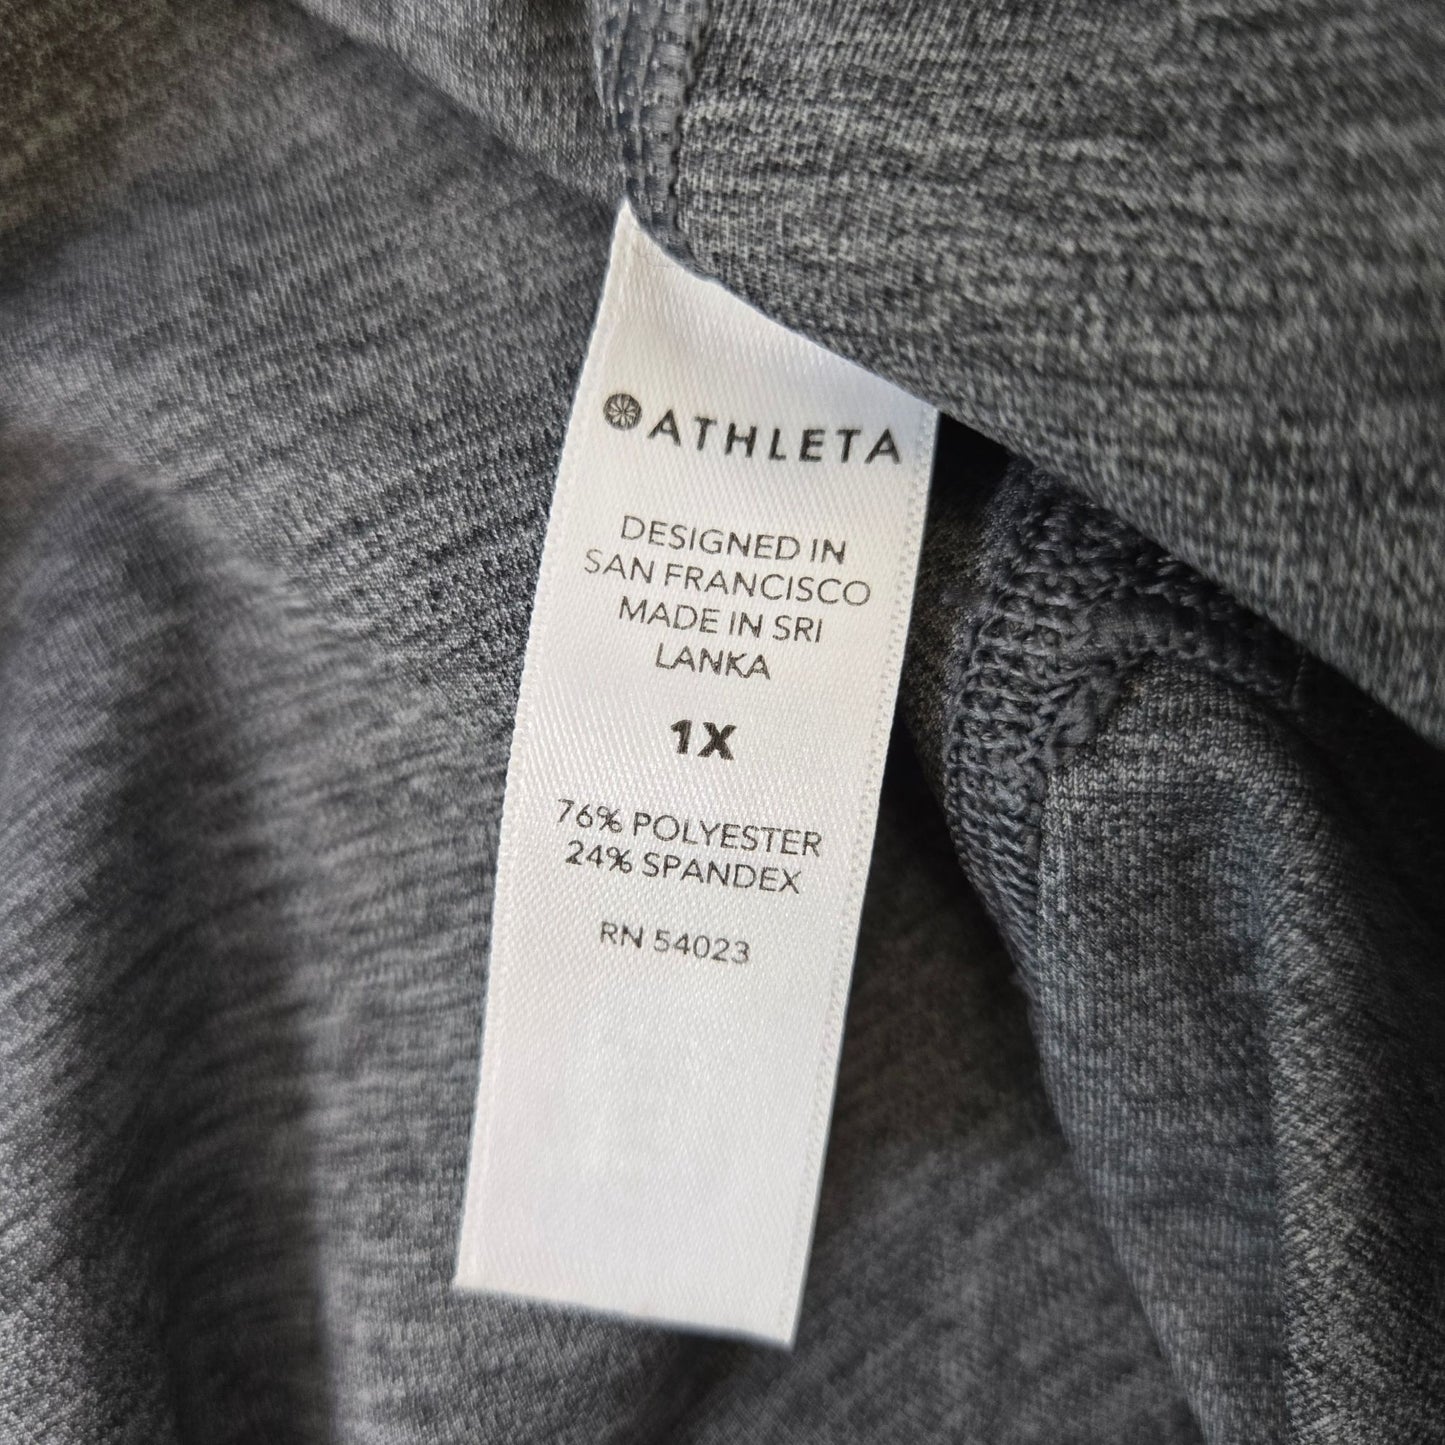 ATHLETA
DESIGNED IN
SAN FRANCISCO
MADE IN SRI
LANKA
1X
76% POLYESTER
24% SPANDEX
RN 54023